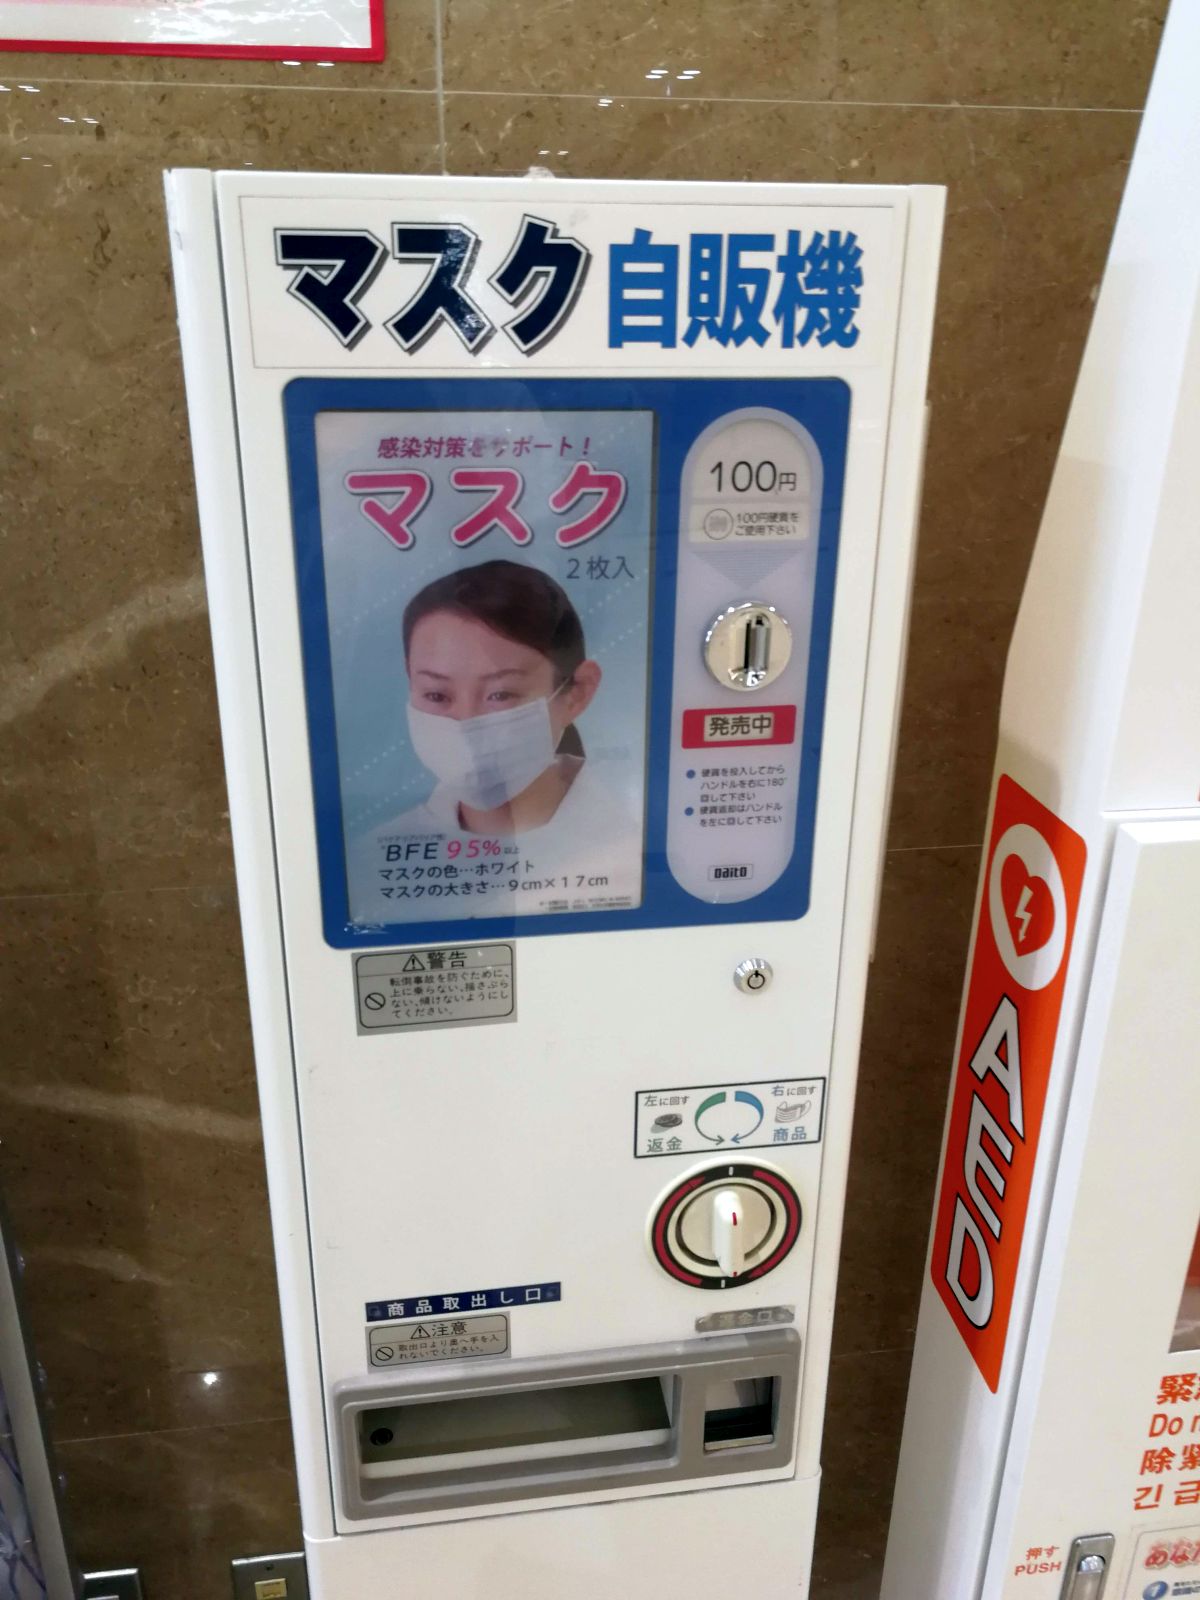 マスク自販機
感染対策をサポート！
マスク
2枚入
BFE 95%以上
マスクの色…ホワイト
マスクの大きさ…9cm×17cm
100円
100円硬貨を
ご使用下さい
発売中
硬貨を投入してから
ハンドルを右に180°
回して下さい
硬貨返却はハンドル
を左に回して下さい
Daito
警告
転倒事故を防ぐために、
上に乗らない、揺さぶら
ない、傾けないようにし
てください。
左に回す 右に回す
返金 商品
商品取出し口
返金口
注意
取出口より奥へ手を入
れないでください。
AED
緊
Do n
除
긴급
押す
PUSH
あな